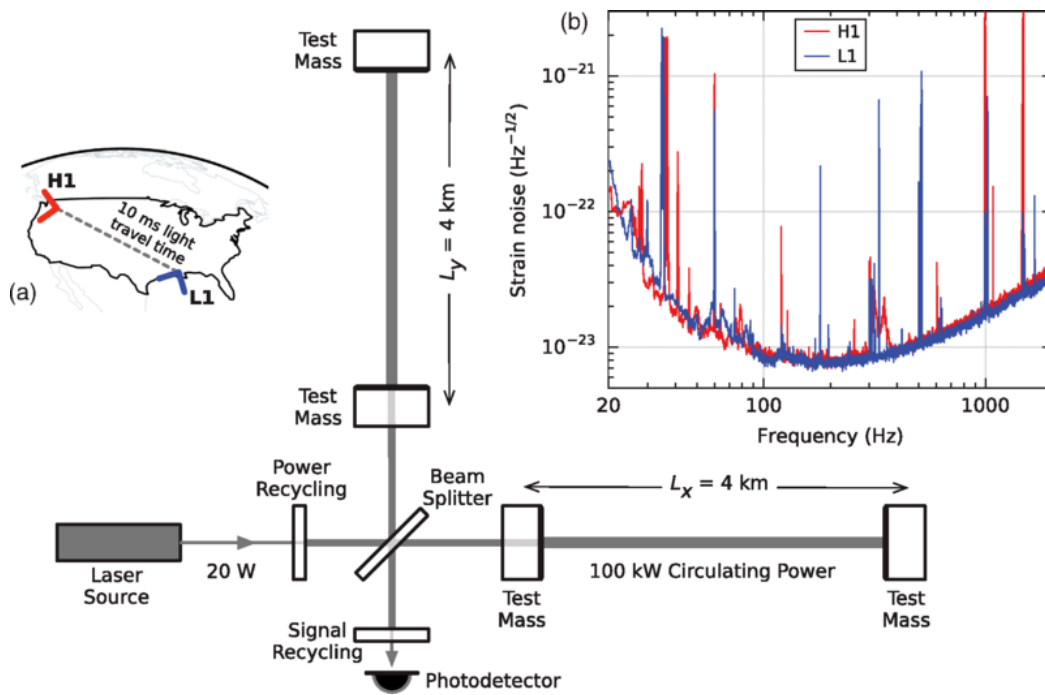 Test
Mass
H1
10 ms light
travel time
(a)
L1
L_y = 4 km
Test
Mass
(b)
H1
L1
Strain noise (Hz^{-1/2})
10^{-21}
10^{-22}
10^{-23}
20
100
1000
Frequency (Hz)
Power
Recycling
Beam
Splitter
L_x = 4 km
Laser
Source
20 W
100 kW Circulating Power
Test
Mass
Test
Mass
Signal
Recycling
Photodetector